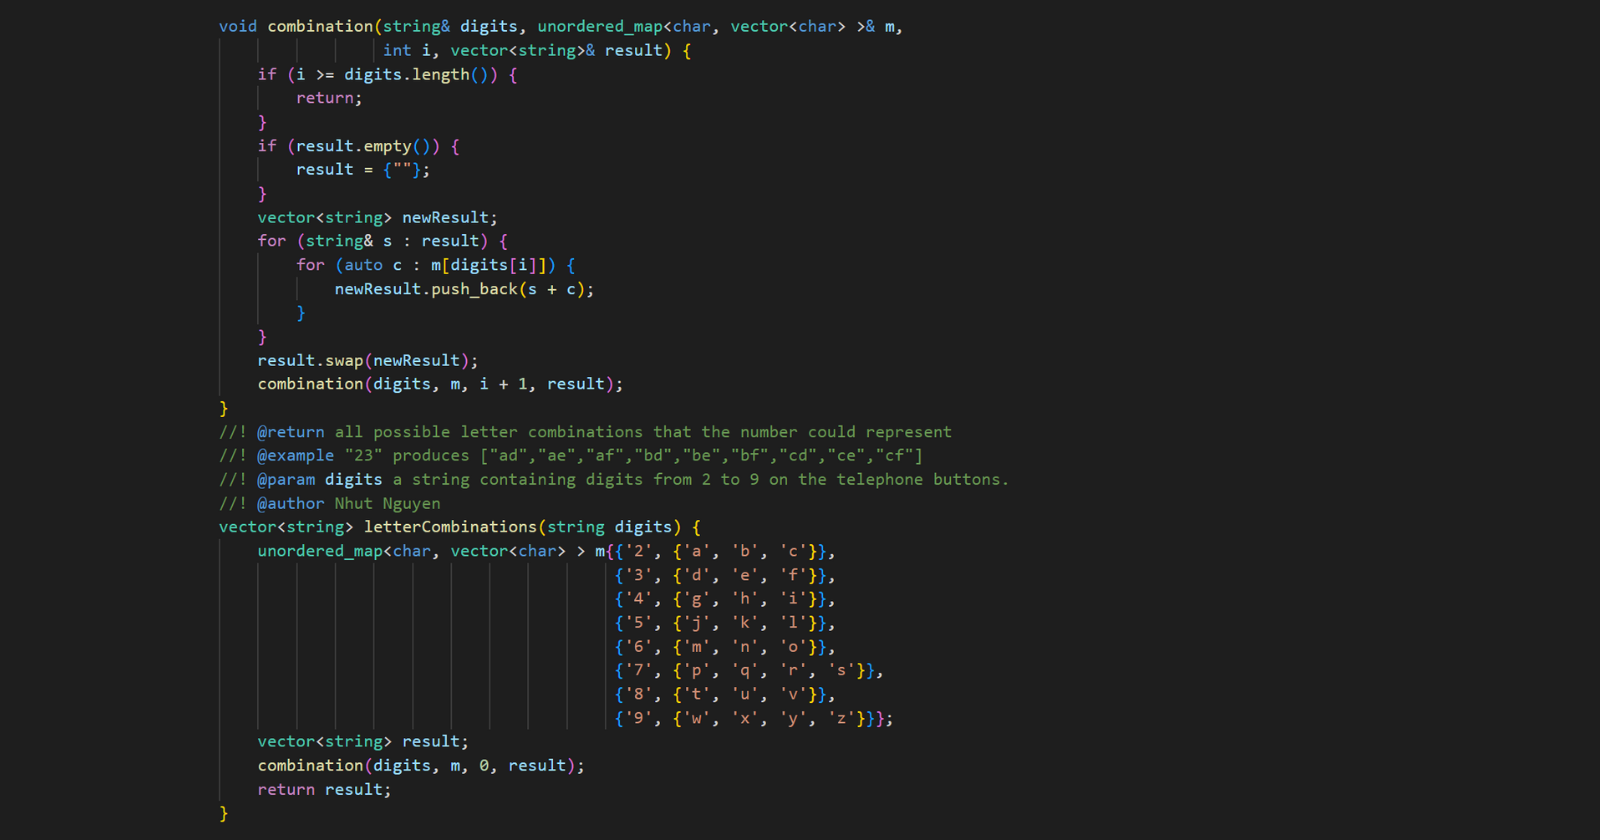 void combination(string& digits, unordered_map<char, vector<char> >& m,
                 int i, vector<string>& result) {
    if (i >= digits.length()) {
        return;
    }
    if (result.empty()) {
        result = {""};
    }
    vector<string> newResult;
    for (string& s : result) {
        for (auto c : m[digits[i]]) {
            newResult.push_back(s + c);
        }
    }
    result.swap(newResult);
    combination(digits, m, i + 1, result);
}
//! @return all possible letter combinations that the number could represent
//! @example "23" produces ["ad","ae","af","bd","be","bf","cd","ce","cf"]
//! @param digits a string containing digits from 2 to 9 on the telephone buttons.
//! @author Nhut Nguyen
vector<string> letterCombinations(string digits) {
    unordered_map<char, vector<char> > m{{'2', {'a', 'b', 'c'}},
                                         {'3', {'d', 'e', 'f'}},
                                         {'4', {'g', 'h', 'i'}},
                                         {'5', {'j', 'k', 'l'}},
                                         {'6', {'m', 'n', 'o'}},
                                         {'7', {'p', 'q', 'r', 's'}},
                                         {'8', {'t', 'u', 'v'}},
                                         {'9', {'w', 'x', 'y', 'z'}}};
    vector<string> result;
    combination(digits, m, 0, result);
    return result;
}